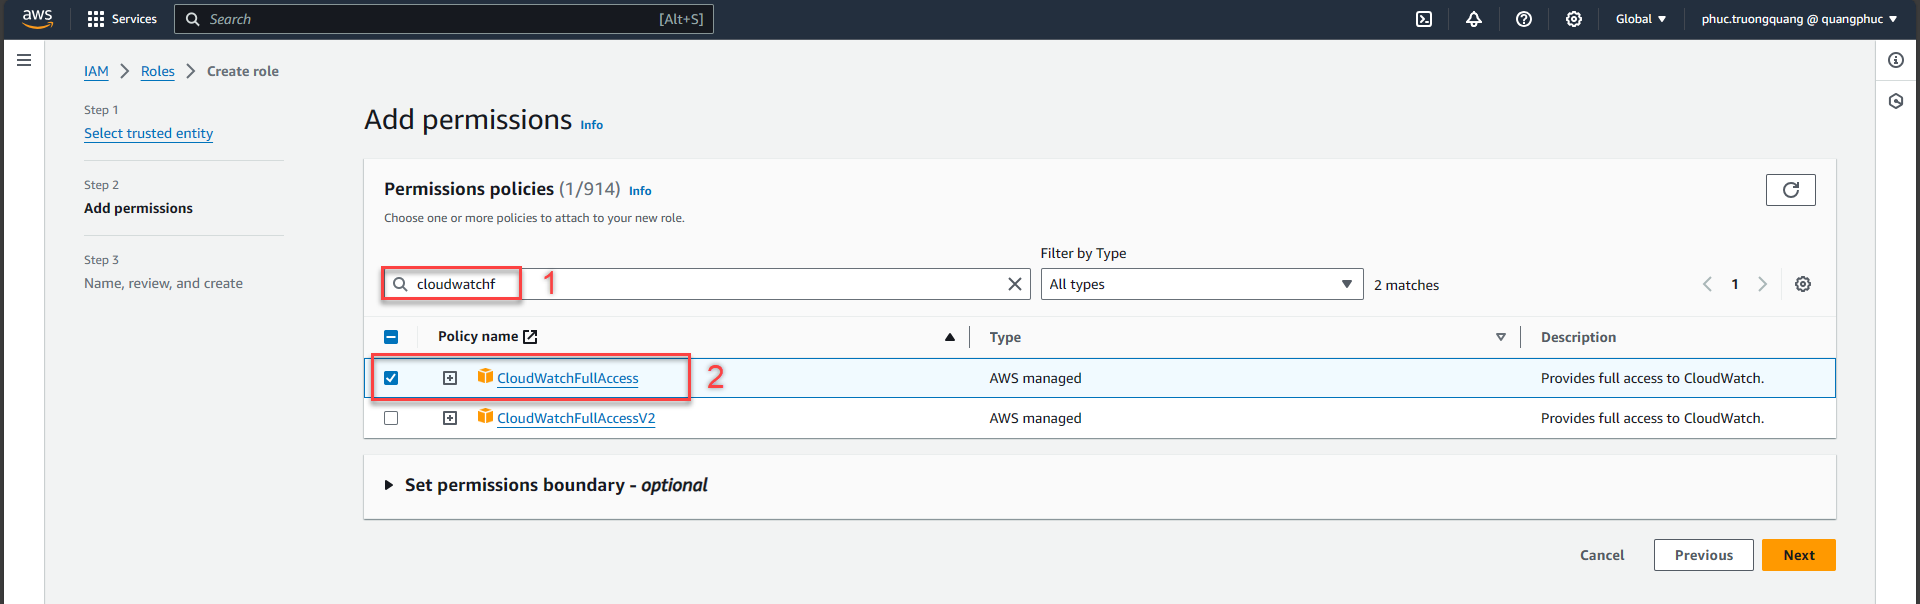 aws Services Search [Alt+S] Global phuc.truongquang @ quangphuc
IAM Roles Create role
Step 1
Select trusted entity
Step 2
Add permissions
Step 3
Name, review, and create
Add permissions Info
Permissions policies (1/914) Info
Choose one or more policies to attach to your new role.
Filter by Type
cloudwatchf 1 All types 2 matches 1
Policy name Type Description
CloudWatchFullAccess 2 AWS managed Provides full access to CloudWatch.
CloudWatchFullAccessV2 AWS managed Provides full access to CloudWatch.
Set permissions boundary - optional
Cancel Previous Next